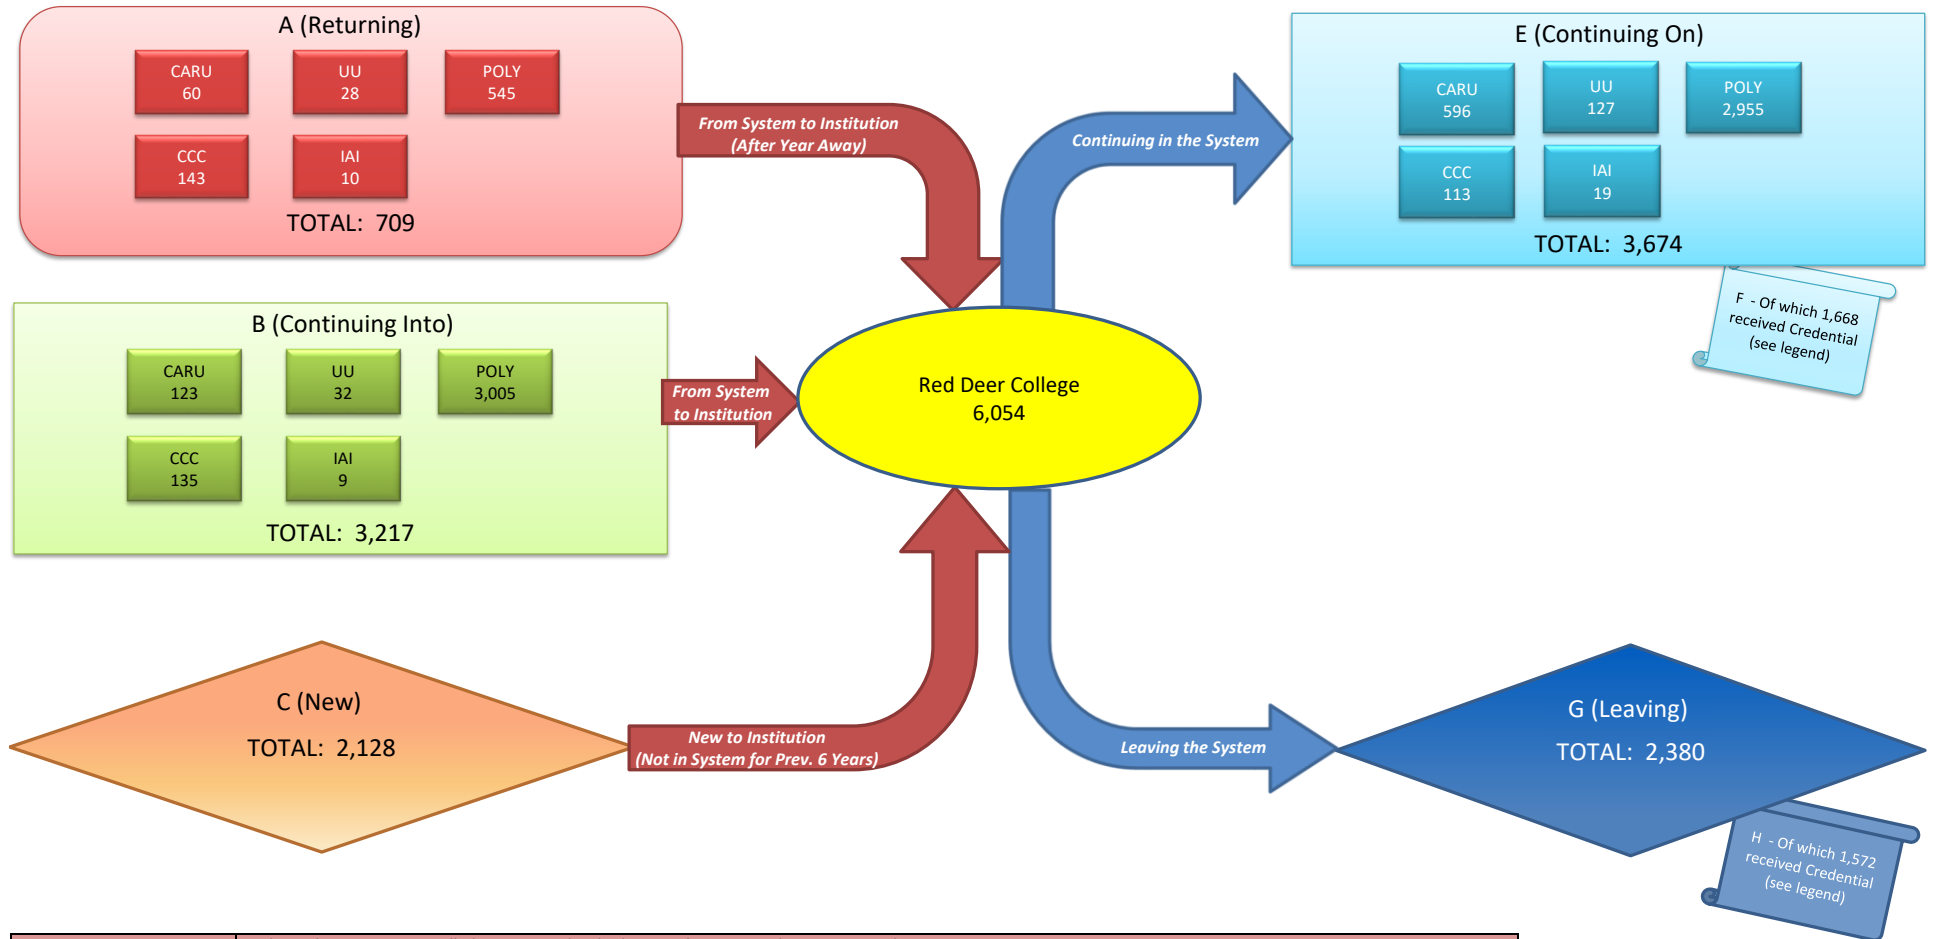 A (Returning)
CARU
60
UU
28
POLY
545
CCC
143
IAI
10
TOTAL: 709
From System to Institution
(After Year Away)
B (Continuing Into)
CARU
123
UU
32
POLY
3,005
CCC
135
IAI
9
TOTAL: 3,217
From System
to Institution
C (New)
TOTAL: 2,128
New to Institution
(Not in System for Prev. 6 Years)
Red Deer College
6,054
Continuing in the System
E (Continuing On)
CARU
596
UU
127
POLY
2,955
CCC
113
IAI
19
TOTAL: 3,674
F - Of which 1,668
received Credential
(see legend)
Leaving the System
G (Leaving)
TOTAL: 2,380
H - Of which 1,572
received Credential
(see legend)